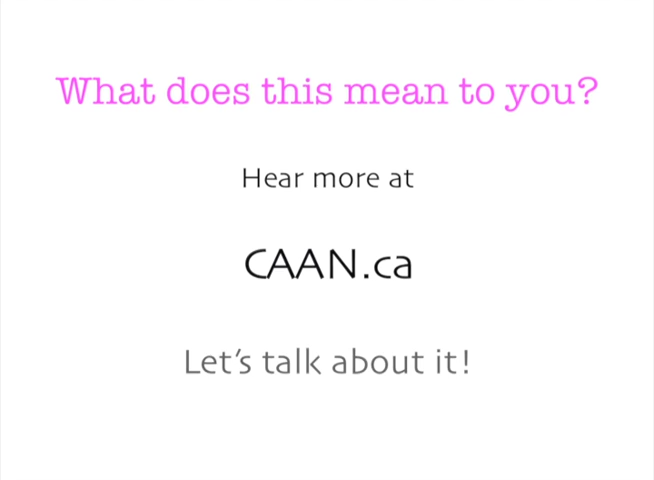 What does this mean to you?
Hear more at
CAAN.ca
Let's talk about it!